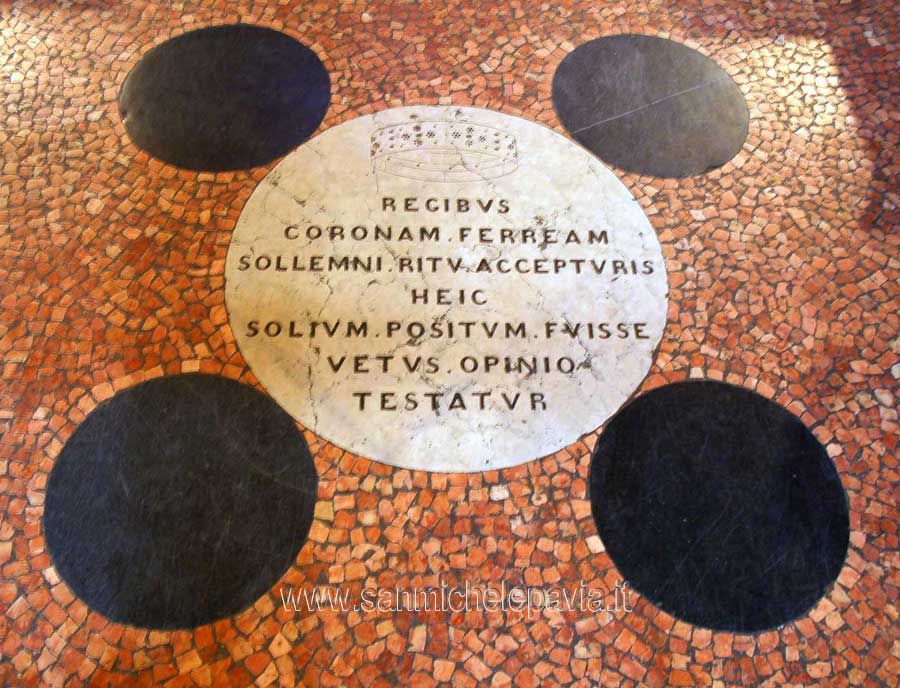 REGIBVS
CORONAM . FERREAM
SOLLEMNI . RITV . ACCEPTVRIS
HEIC
SOLIVM . POSITVM . FVISSE
VETVS . OPINIO
TESTATVR
www.sanmichelepavia.it